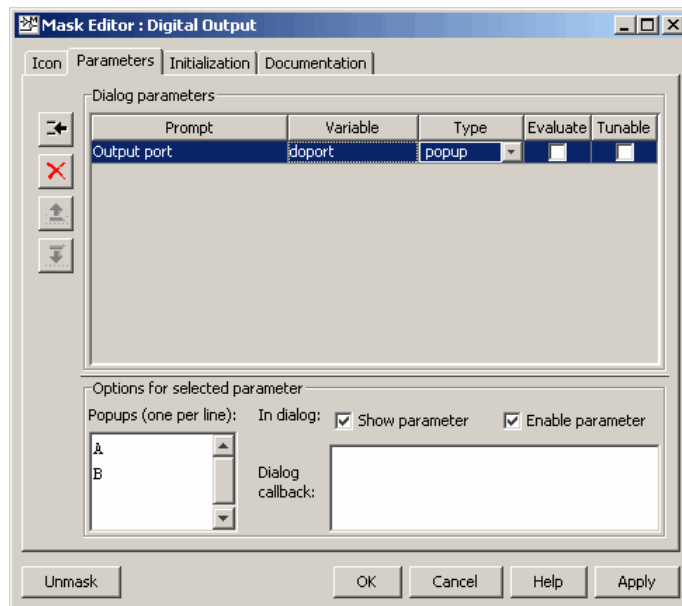 Mask Editor : Digital Output
Icon Parameters Initialization Documentation
Dialog parameters
Prompt Variable Type Evaluate Tunable
Output port doport popup
Options for selected parameter
Popups (one per line): In dialog: Show parameter Enable parameter
A
B
Dialog
callback:
Unmask OK Cancel Help Apply